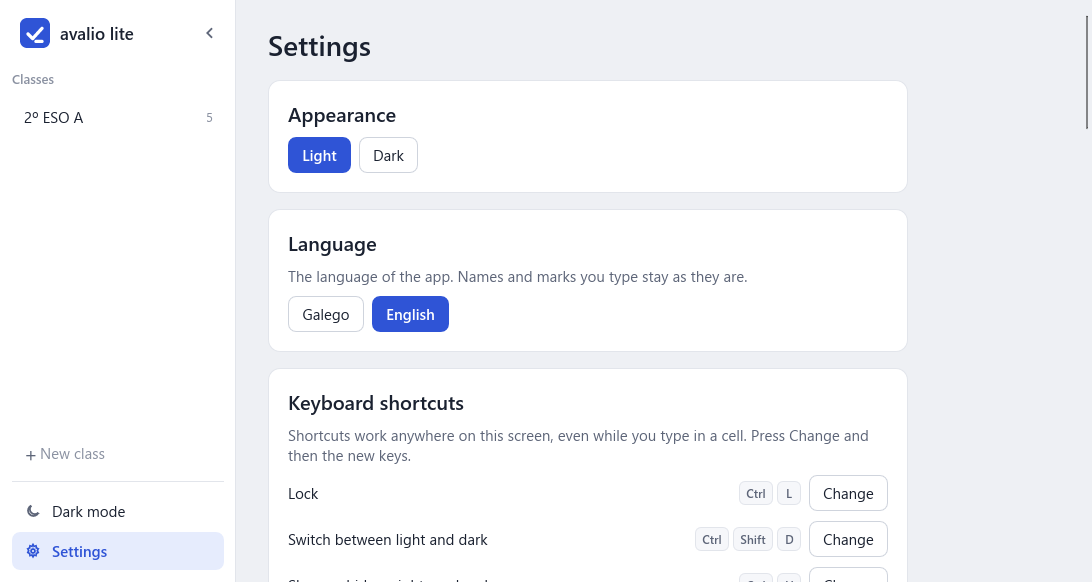 avalio lite
Classes
2º ESO A 5
+ New class
Dark mode
Settings
Settings
Appearance
Light Dark
Language
The language of the app. Names and marks you type stay as they are.
Galego English
Keyboard shortcuts
Shortcuts work anywhere on this screen, even while you type in a cell. Press Change and
then the new keys.
Lock Ctrl L Change
Switch between light and dark Ctrl Shift D Change